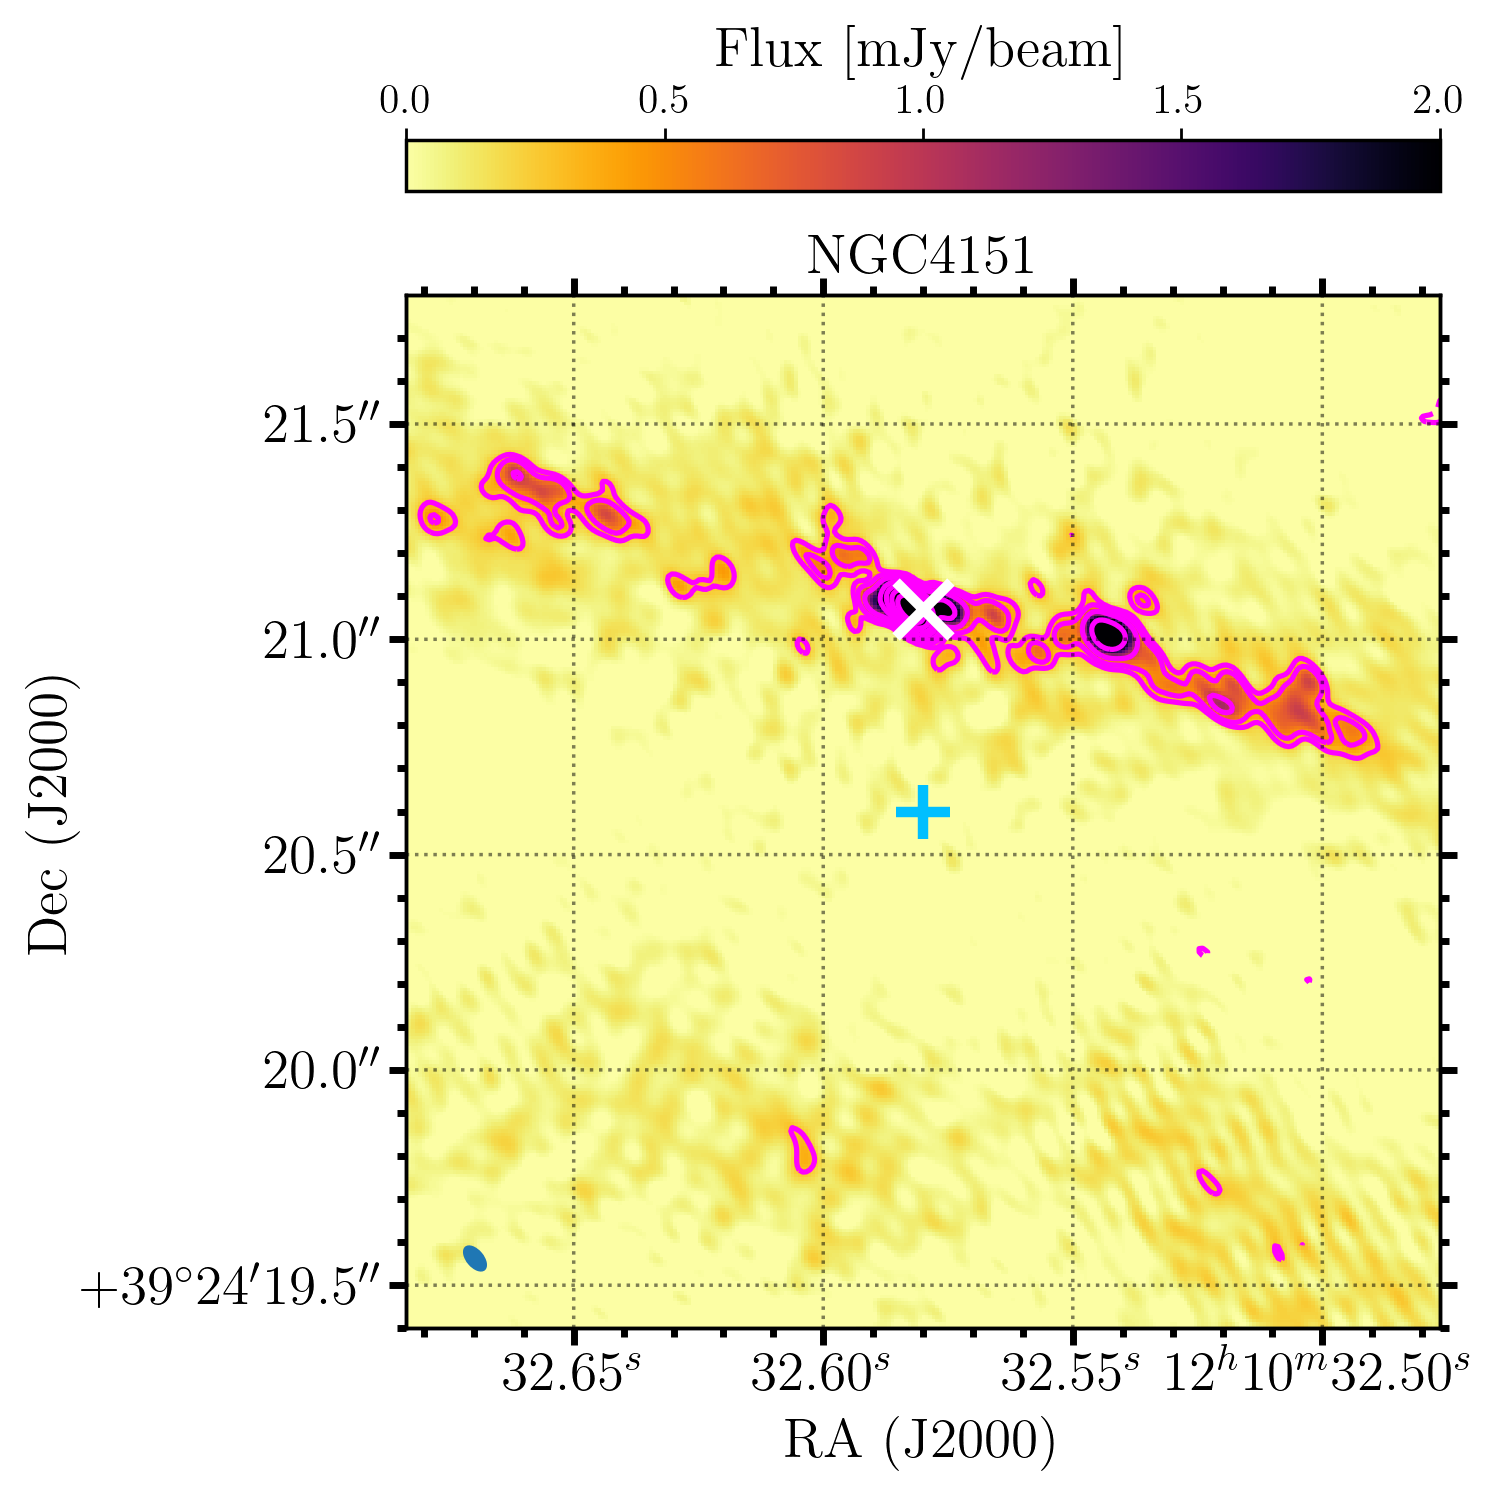 Flux [mJy/beam]
0.0 0.5 1.0 1.5 2.0
NGC4151
21.5″
21.0″
20.5″
20.0″
+39°24′19.5″
Dec (J2000)
32.65ˢ 32.60ˢ 32.55ˢ 12ʰ10ᵐ32.50ˢ
RA (J2000)